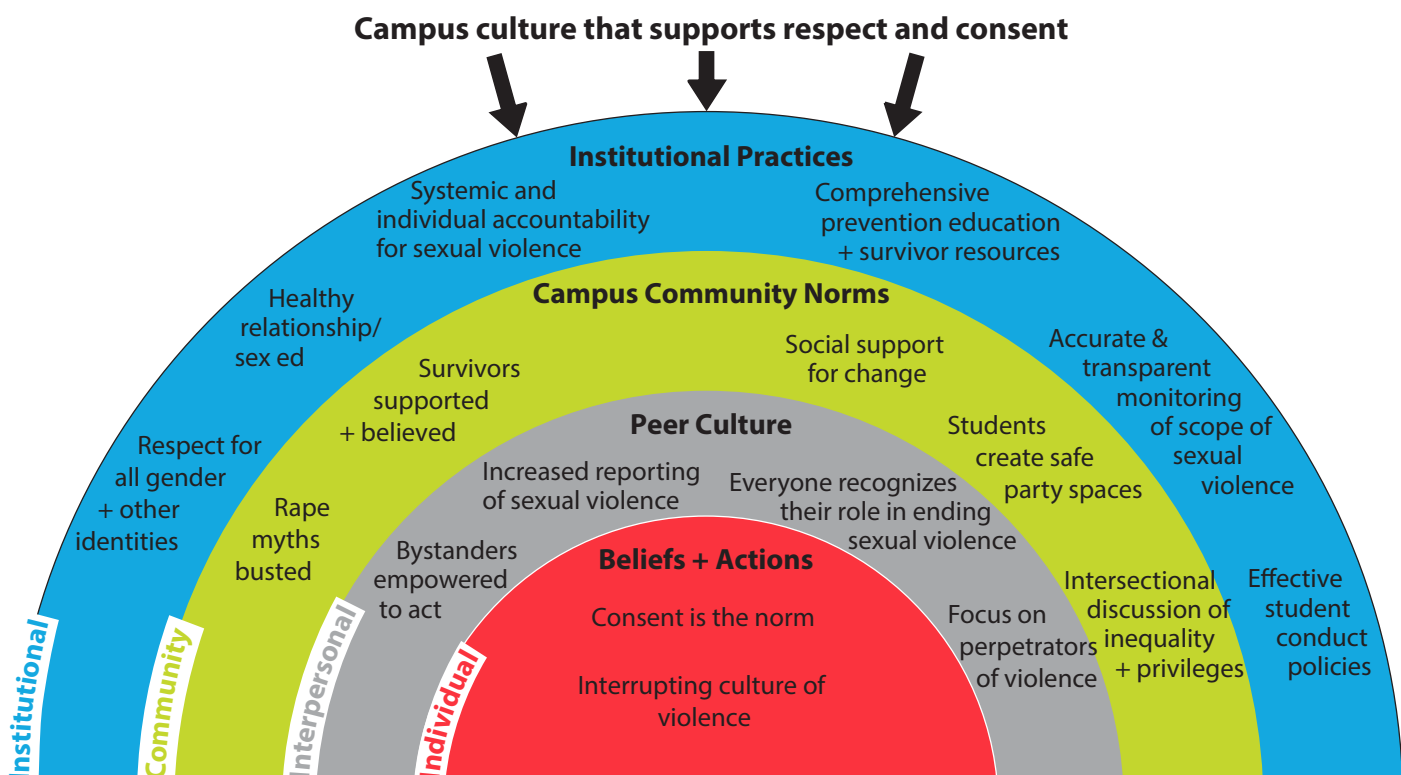 Campus culture that supports respect and consent
Institutional Practices
Systemic and
individual accountability
for sexual violence
Comprehensive
prevention education
+ survivor resources
Healthy
relationship/
sex ed
Accurate &
transparent
monitoring
of scope of
sexual
violence
Respect for
all gender
+ other
identities
Effective
student
conduct
policies
Institutional
Campus Community Norms
Survivors
supported
+ believed
Social support
for change
Rape
myths
busted
Students
create safe
party spaces
Intersectional
discussion of
inequality
+ privileges
Community
Peer Culture
Increased reporting
of sexual violence
Everyone recognizes
their role in ending
sexual violence
Bystanders
empowered
to act
Focus on
perpetrators
of violence
Interpersonal
Beliefs + Actions
Consent is the norm
Interrupting culture of
violence
Individual